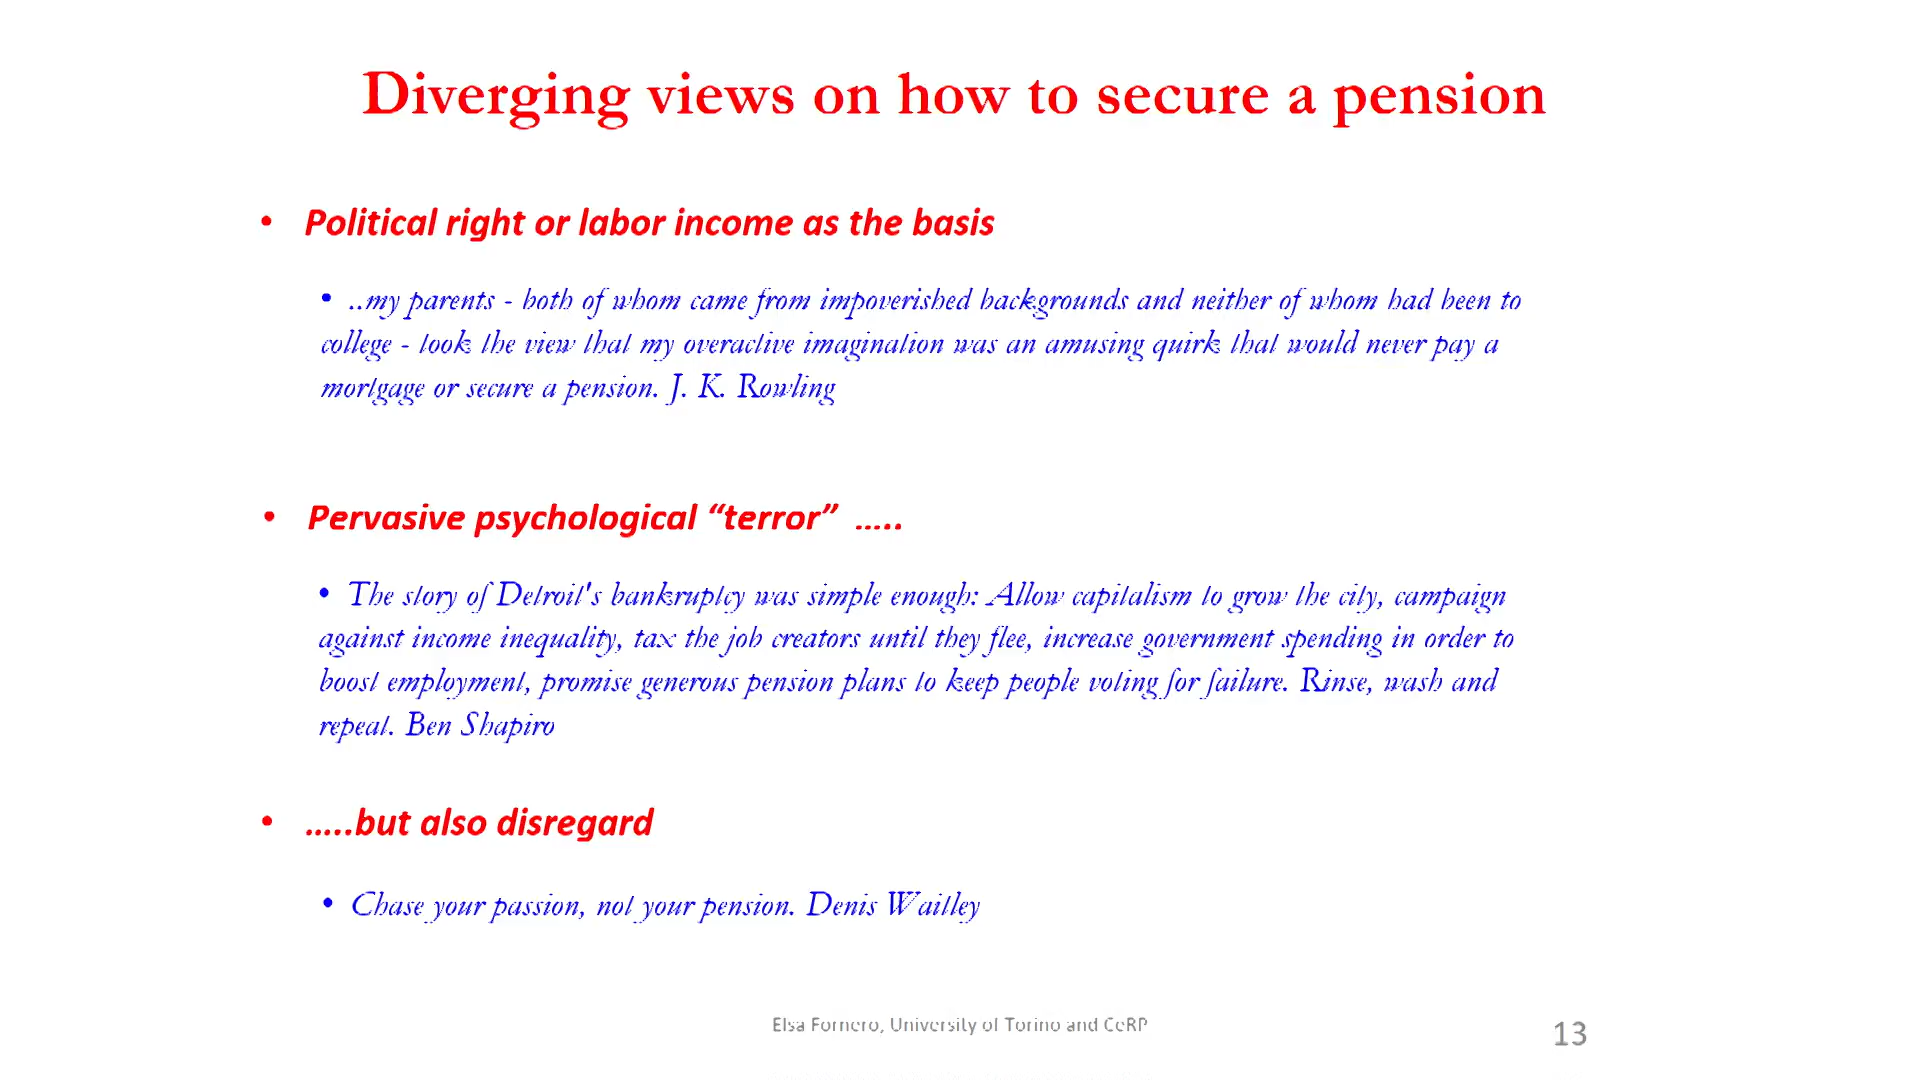 Diverging views on how to secure a pension
• Political right or labor income as the basis
• ..my parents - both of whom came from impoverished backgrounds and neither of whom had been to
college - took the view that my overactive imagination was an amusing quirk that would never pay a
mortgage or secure a pension. J. K. Rowling
• Pervasive psychological “terror” …..
• The story of Detroit's bankruptcy was simple enough: Allow capitalism to grow the city, campaign
against income inequality, tax the job creators until they flee, increase government spending in order to
boost employment, promise generous pension plans to keep people voting for failure. Rinse, wash and
repeat. Ben Shapiro
• …..but also disregard
• Chase your passion, not your pension. Denis Waitley
Elsa Fornero, University of Torino and CeRP
13